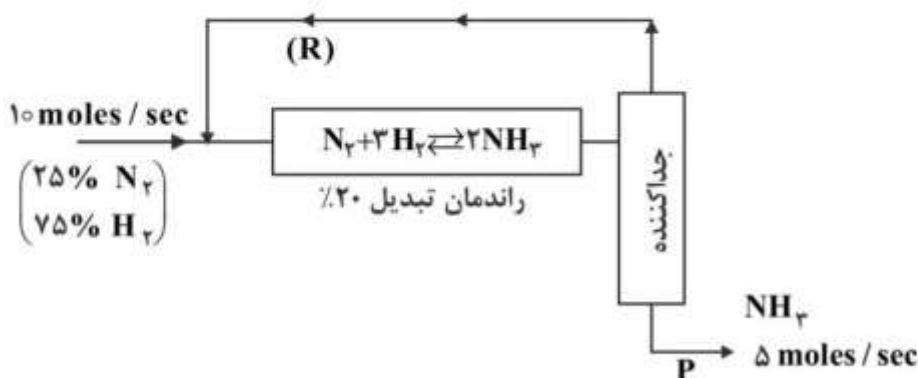 (R)
۱۰ moles / sec
۲۵% N۲
۷۵% H۲
N۲+۳H۲⇄۲NH۳
راندمان تبدیل ۲۰٪
جداکننده
NH۳
۵ moles / sec
P